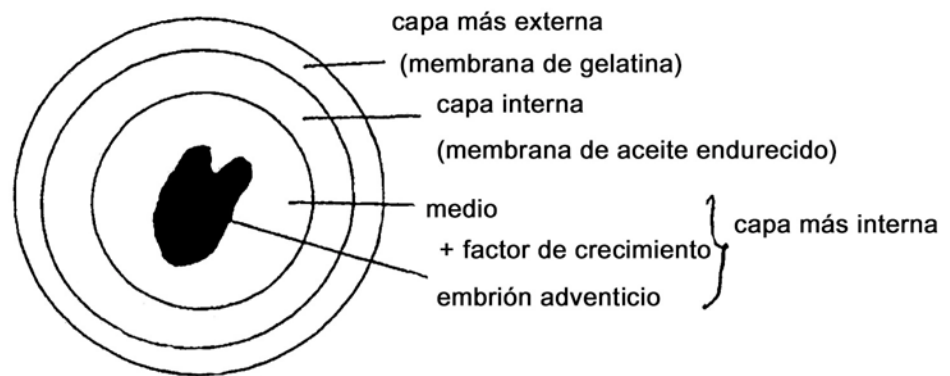 capa más externa
(membrana de gelatina)
capa interna
(membrana de aceite endurecido)
medio
+ factor de crecimiento
capa más interna
embrión adventicio